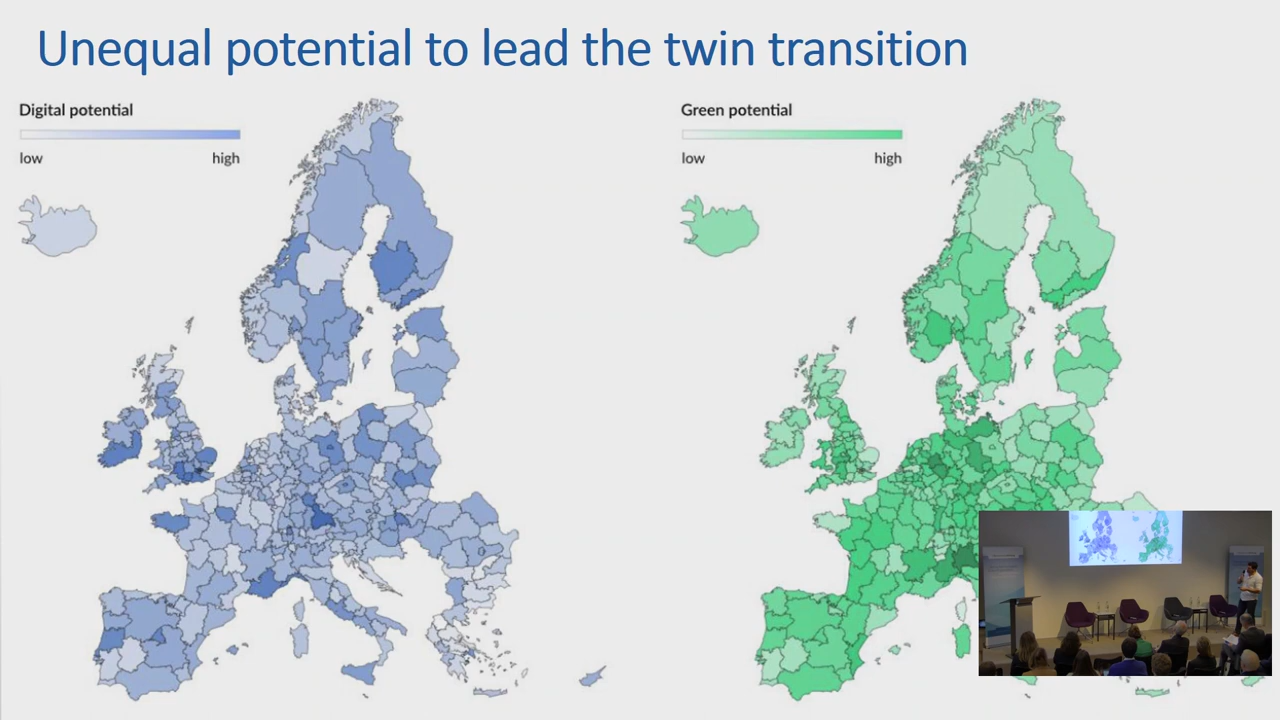 Unequal potential to lead the twin transition
Digital potential
low high
Green potential
low high